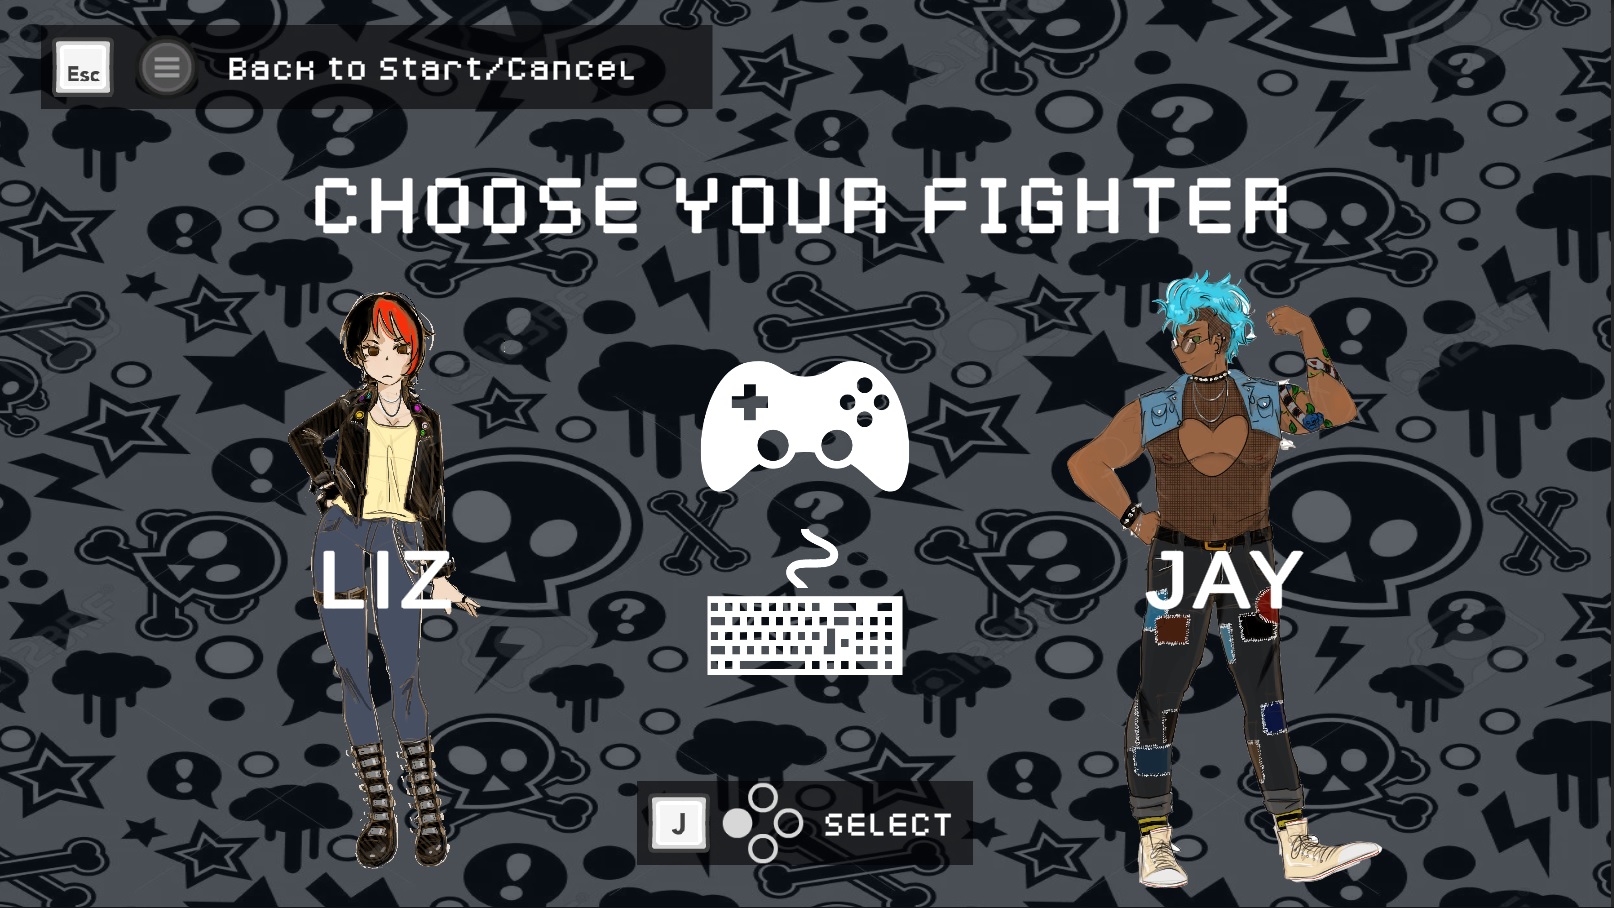 Esc Back to Start/Cancel
CHOOSE YOUR FIGHTER
LIZ
JAY
J SELECT